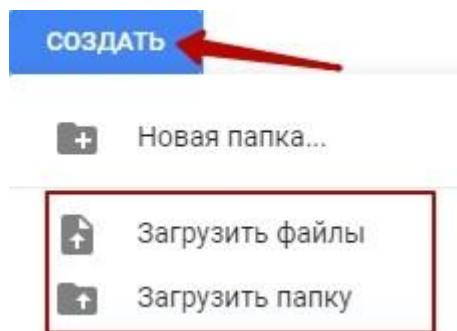 СОЗДАТЬ
Новая папка...
Загрузить файлы
Загрузить папку